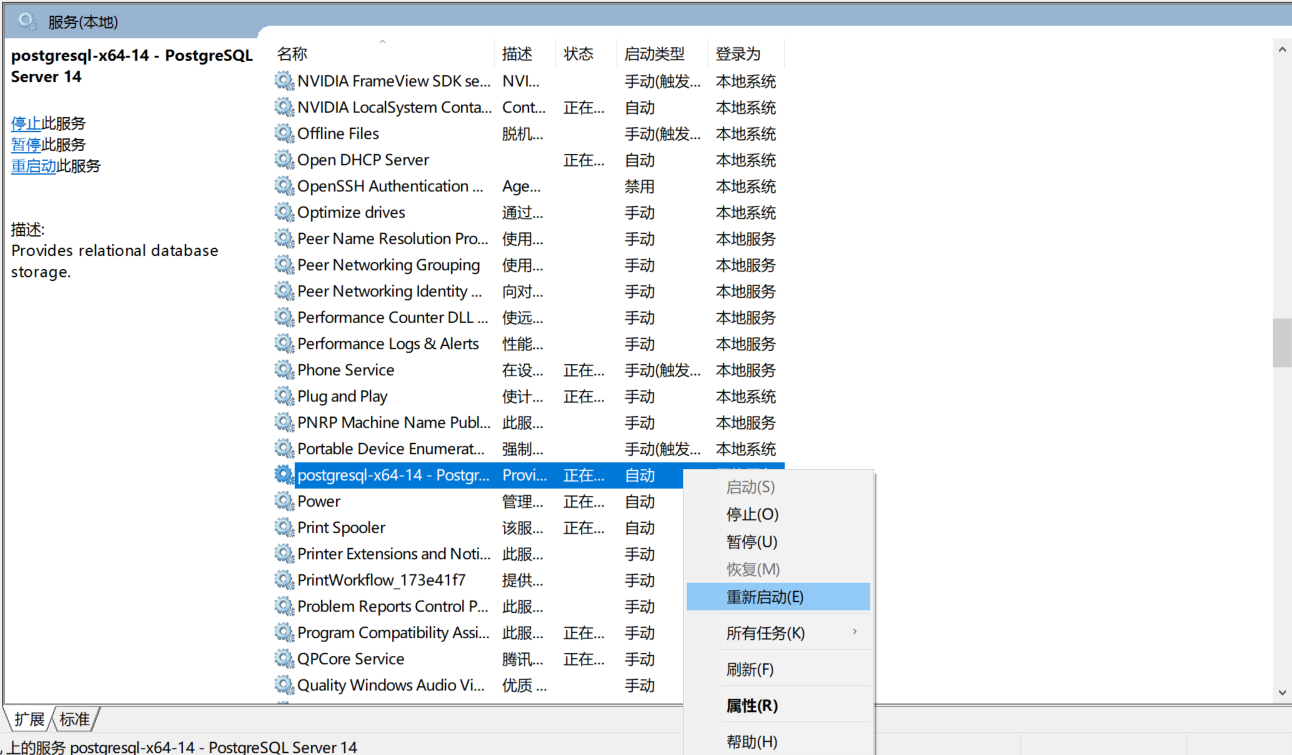 服务(本地)
postgresql-x64-14 - PostgreSQL
Server 14
停止此服务
暂停此服务
重启动此服务
描述:
Provides relational database
storage.
名称 描述 状态 启动类型 登录为
NVIDIA FrameView SDK se... NVI... 手动(触发... 本地系统
NVIDIA LocalSystem Conta... Cont... 正在... 自动 本地系统
Offline Files 脱机... 手动(触发... 本地系统
Open DHCP Server 正在... 自动 本地系统
OpenSSH Authentication ... Age... 禁用 本地系统
Optimize drives 通过... 手动 本地系统
Peer Name Resolution Pro... 使用... 手动 本地服务
Peer Networking Grouping 使用... 手动 本地服务
Peer Networking Identity ... 向对... 手动 本地服务
Performance Counter DLL ... 使远... 手动 本地服务
Performance Logs & Alerts 性能... 手动 本地服务
Phone Service 在设... 正在... 手动(触发... 本地服务
Plug and Play 使计... 正在... 手动 本地系统
PNRP Machine Name Publ... 此服... 手动 本地服务
Portable Device Enumerat... 强制... 手动(触发... 本地系统
postgresql-x64-14 - Postgr... Provi... 正在... 自动
Power 管理... 正在... 自动
Print Spooler 该服... 正在... 自动
Printer Extensions and Noti... 此服... 手动
PrintWorkflow_173e41f7 提供... 手动
Problem Reports Control P... 此服... 手动
Program Compatibility Assi... 此服... 正在... 手动
QPCore Service 腾讯... 正在... 手动
Quality Windows Audio Vi... 优质 ... 手动
启动(S)
停止(O)
暂停(U)
恢复(M)
重新启动(E)
所有任务(K)
刷新(F)
属性(R)
帮助(H)
扩展 标准
上的服务 postgresql-x64-14 - PostgreSQL Server 14